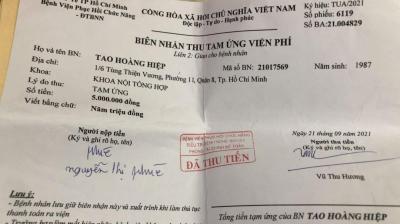 TP Hồ Chí Minh
Bệnh Viện Phục Hồi Chức Năng -
ĐTBNN
CỘNG HÒA XÃ HỘI CHỦ NGHĨA VIỆT NAM
Độc lập - Tự do - Hạnh phúc
Ký hiệu: TUA/2021
Số phiếu: 6119
Số BA: 21.004829
BIÊN NHẬN THU TẠM ỨNG VIỆN PHÍ
Liên 2: Giao cho bệnh nhân
Họ và tên BN: TAO HOÀNG HIỆP
Mã số BN: 21017569
Năm sinh: 1987
Địa chỉ: 1/6 Tùng Thiện Vương, Phường 11, Quận 8, Tp. Hồ Chí Minh
Khoa: KHOA NỘI TỔNG HỢP
Lý do thu: TẠM ỨNG
Số tiền: 5.000.000 đồng
Viết bằng chữ: Năm triệu đồng
Người nộp tiền
(Ký và ghi rõ họ, tên)
Ngày 21 tháng 09 năm 2021
Người thu tiền
(Ký và ghi rõ họ, tên)
phuê
nguyễn thị phuê
ĐÃ THU TIỀN
Vũ Thu Hương
Lưu ý:
- Bệnh nhân lưu giữ biên nhận này và xuất trình khi làm thủ tục
thanh toán ra viện
Tổng tiền tạm ứng của BN TAO HOÀNG HIỆP